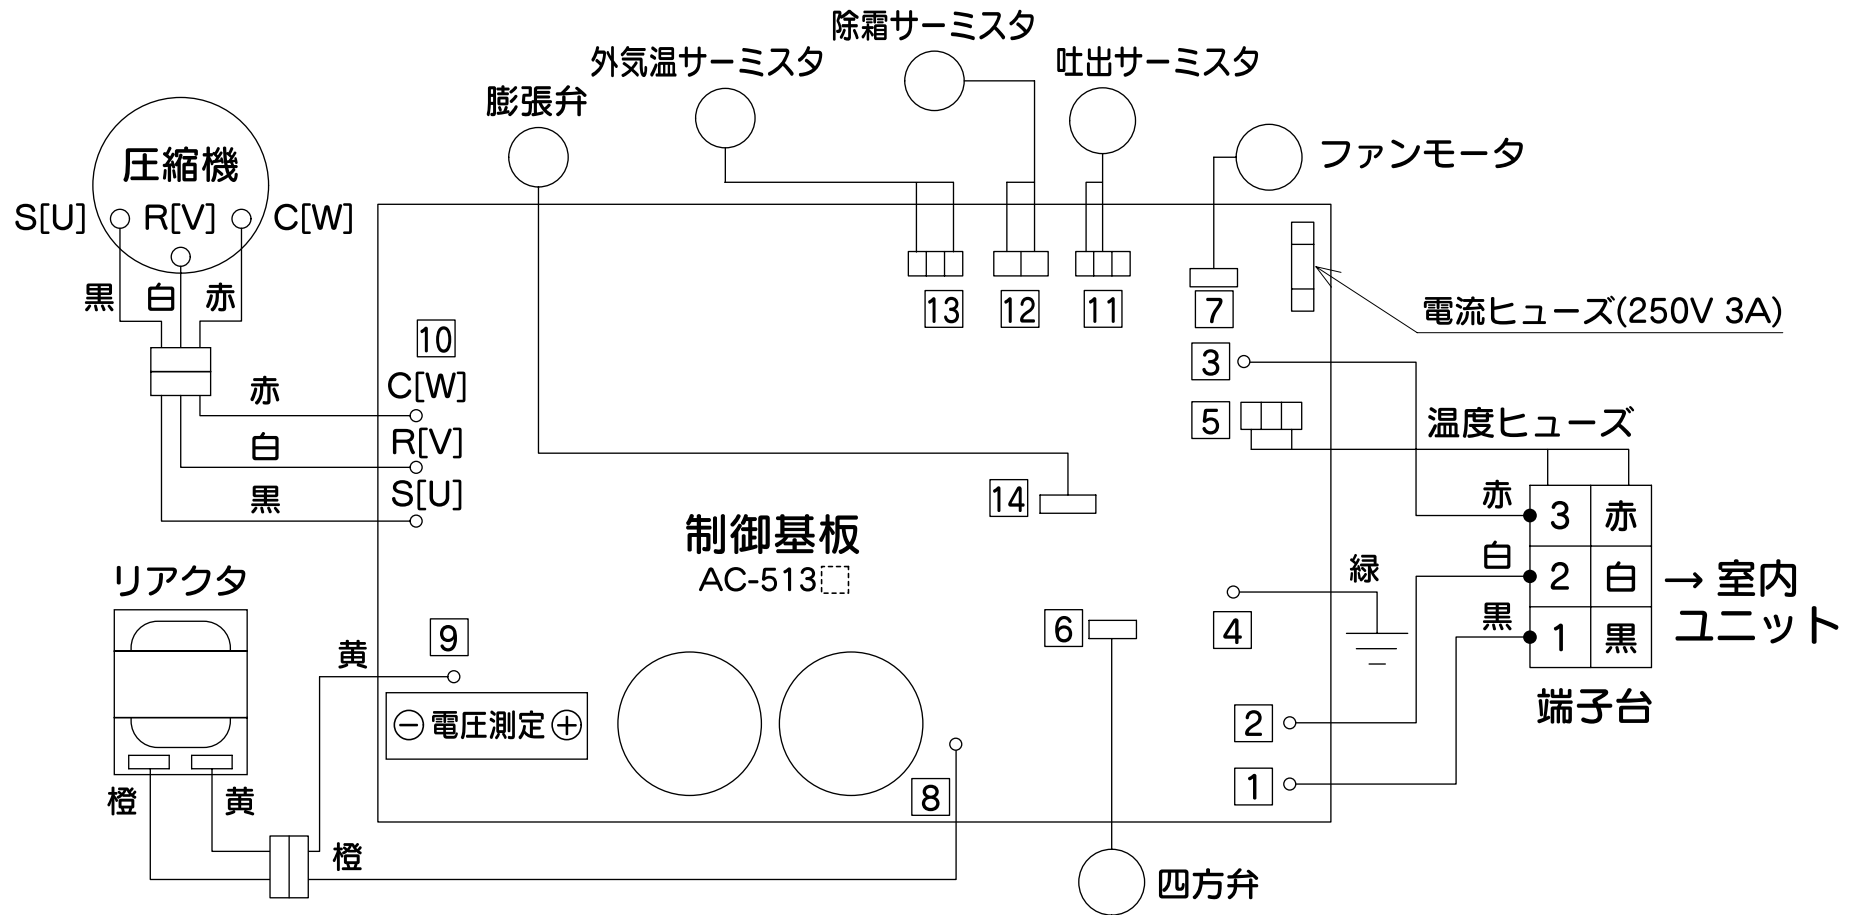 除霜サーミスタ
外気温サーミスタ
吐出サーミスタ
膨張弁
ファンモータ
圧縮機
S[U]
R[V]
C[W]
黒
白
赤
13
12
11
7
電流ヒューズ(250V 3A)
10
3
C[W]
赤
5
温度ヒューズ
R[V]
白
S[U]
黒
14
赤
3
赤
制御基板
AC-513
白
2
白
→ 室内
ユニット
緑
リアクタ
黒
1
黒
6
4
9
黄
端子台
⊖ 電圧測定 ⊕
2
1
8
橙
黄
橙
四方弁